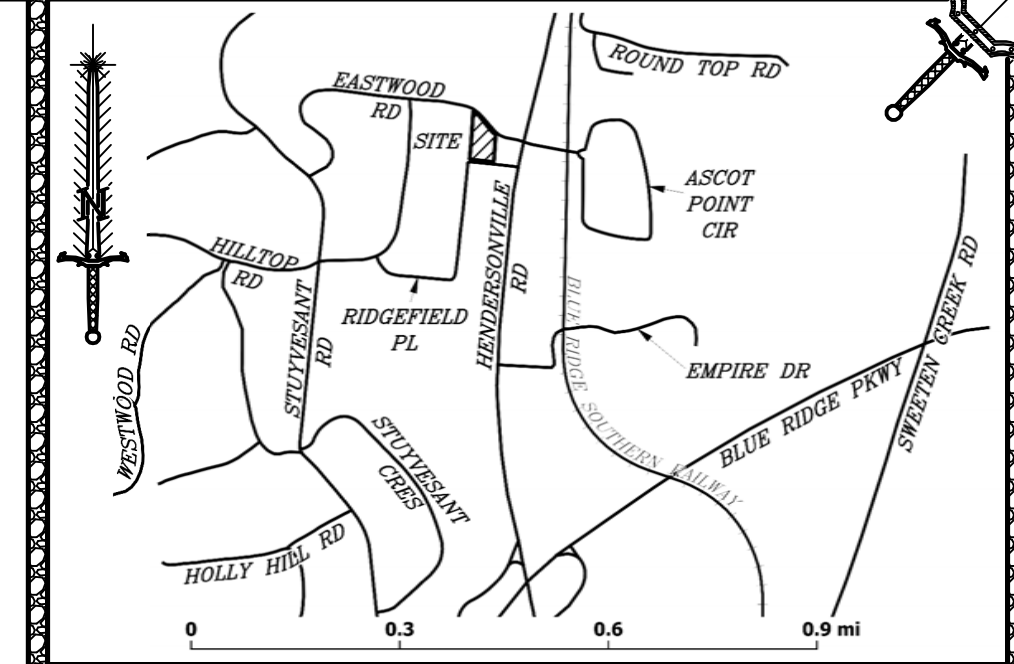 ROUND TOP RD
EASTWOOD
RD
SITE
N
ASCOT
POINT
CIR
HILLTOP
RD
HENDERSONVILLE
RD
STUYVESANT
RD
RIDGEFIELD
PL
BLUE RIDGE SOUTHERN RAILWAY
EMPIRE DR
BLUE RIDGE PKWY
SWEETEN CREEK RD
WESTWOOD RD
STUYVESANT
CRES
HOLLY HILL RD
0 0.3 0.6 0.9 mi